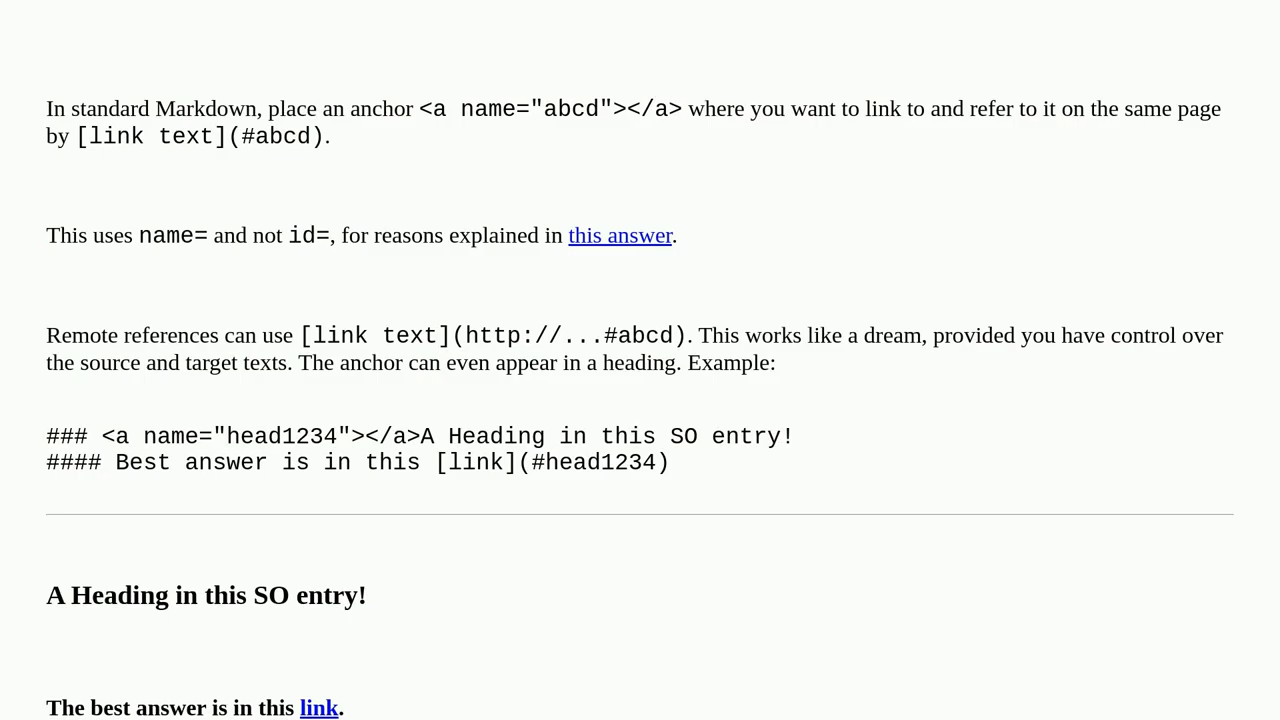 In standard Markdown, place an anchor <a name="abcd"></a> where you want to link to and refer to it on the same page
by [link text](#abcd).
This uses name= and not id=, for reasons explained in this answer.
Remote references can use [link text](http://...#abcd). This works like a dream, provided you have control over
the source and target texts. The anchor can even appear in a heading. Example:
### <a name="head1234"></a>A Heading in this SO entry!
#### Best answer is in this [link](#head1234)
A Heading in this SO entry!
The best answer is in this link.